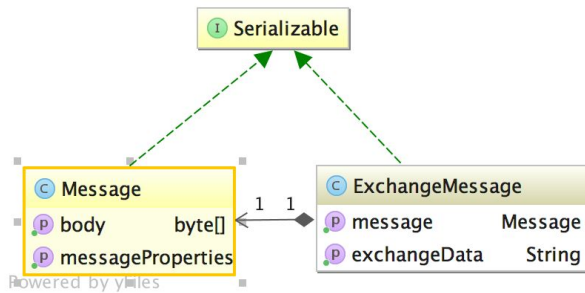 I Serializable
C Message
P body byte[]
P messageProperties
1 1
C ExchangeMessage
P message Message
P exchangeData String
Powered by yFiles